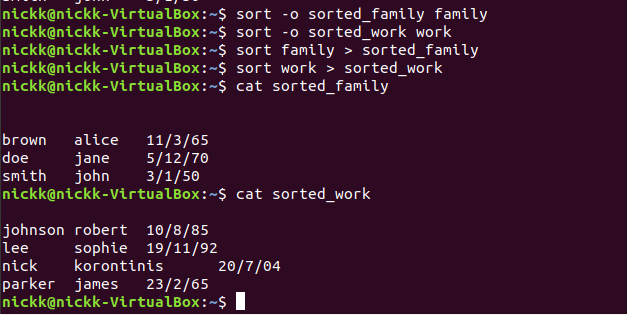 nickk@nickk-VirtualBox:~$ sort -o sorted_family family
nickk@nickk-VirtualBox:~$ sort -o sorted_work work
nickk@nickk-VirtualBox:~$ sort family > sorted_family
nickk@nickk-VirtualBox:~$ sort work > sorted_work
nickk@nickk-VirtualBox:~$ cat sorted_family
brown   alice   11/3/65
doe     jane    5/12/70
smith   john    3/1/50
nickk@nickk-VirtualBox:~$ cat sorted_work
johnson robert  10/8/85
lee     sophie  19/11/92
nick    korontinis      20/7/04
parker  james   23/2/65
nickk@nickk-VirtualBox:~$